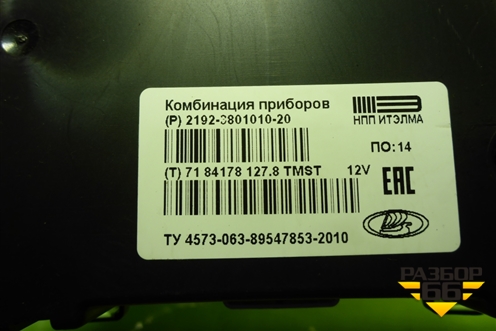 Комбинация приборов
(P) 2192-3801010-20
НПП ИТЭЛМА
ПО:14
(T) 71 84178 127.8 TMST 12V
EAC
ТУ 4573-063-89547853-2010
РАЗБОР
66